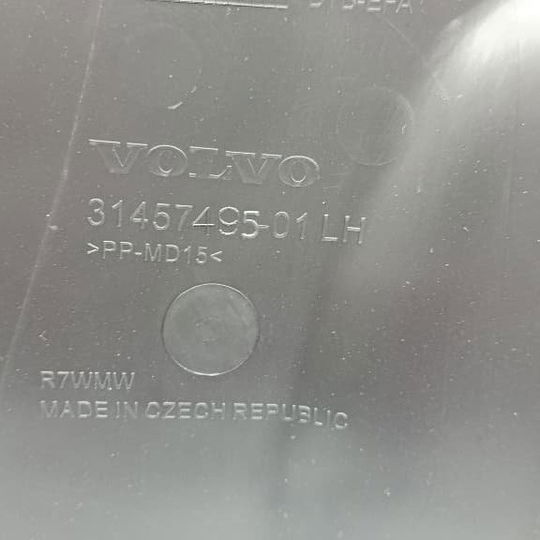 VOLVO
31457495-01 LH
>PP-MD15<
R7WMW
MADE IN CZECH REPUBLIC